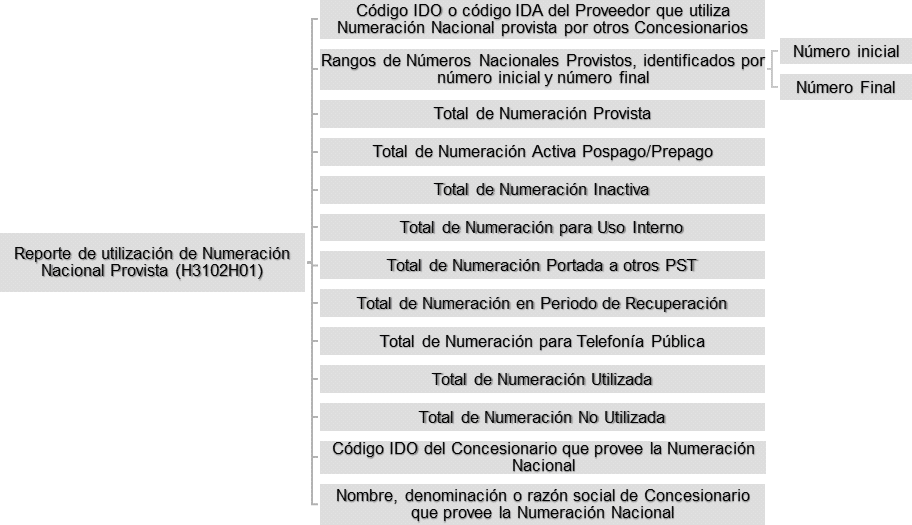 Reporte de utilización de Numeración
Nacional Provista (H3102H01)
Código IDO o código IDA del Proveedor que utiliza
Numeración Nacional provista por otros Concesionarios
Rangos de Números Nacionales Provistos, identificados por
número inicial y número final
Número inicial
Número Final
Total de Numeración Provista
Total de Numeración Activa Pospago/Prepago
Total de Numeración Inactiva
Total de Numeración para Uso Interno
Total de Numeración Portada a otros PST
Total de Numeración en Periodo de Recuperación
Total de Numeración para Telefonía Pública
Total de Numeración Utilizada
Total de Numeración No Utilizada
Código IDO del Concesionario que provee la Numeración
Nacional
Nombre, denominación o razón social de Concesionario
que provee la Numeración Nacional